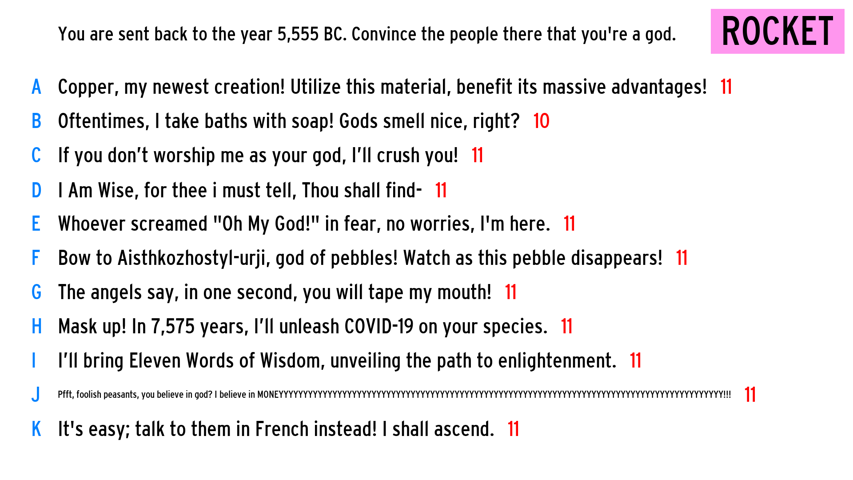 You are sent back to the year 5,555 BC. Convince the people there that you're a god.
ROCKET
A Copper, my newest creation! Utilize this material, benefit its massive advantages! 11
B Oftentimes, I take baths with soap! Gods smell nice, right? 10
C If you don’t worship me as your god, I’ll crush you! 11
D I Am Wise, for thee i must tell, Thou shall find- 11
E Whoever screamed "Oh My God!" in fear, no worries, I'm here. 11
F Bow to Aisthkozhostyl-urji, god of pebbles! Watch as this pebble disappears! 11
G The angels say, in one second, you will tape my mouth! 11
H Mask up! In 7,575 years, I’ll unleash COVID-19 on your species. 11
I I’ll bring Eleven Words of Wisdom, unveiling the path to enlightenment. 11
J Pfft, foolish peasants, you believe in god? I believe in MONEYYYYYYYYYYYYYYYYYYYYYYYYYYYYYYYYYYYYYYYYYYYYYYYYYYYYYYYYYYYYYYYYYYYYYYYYYYYYYYYYYYYYYYYYYYYY!!! 11
K It's easy; talk to them in French instead! I shall ascend. 11